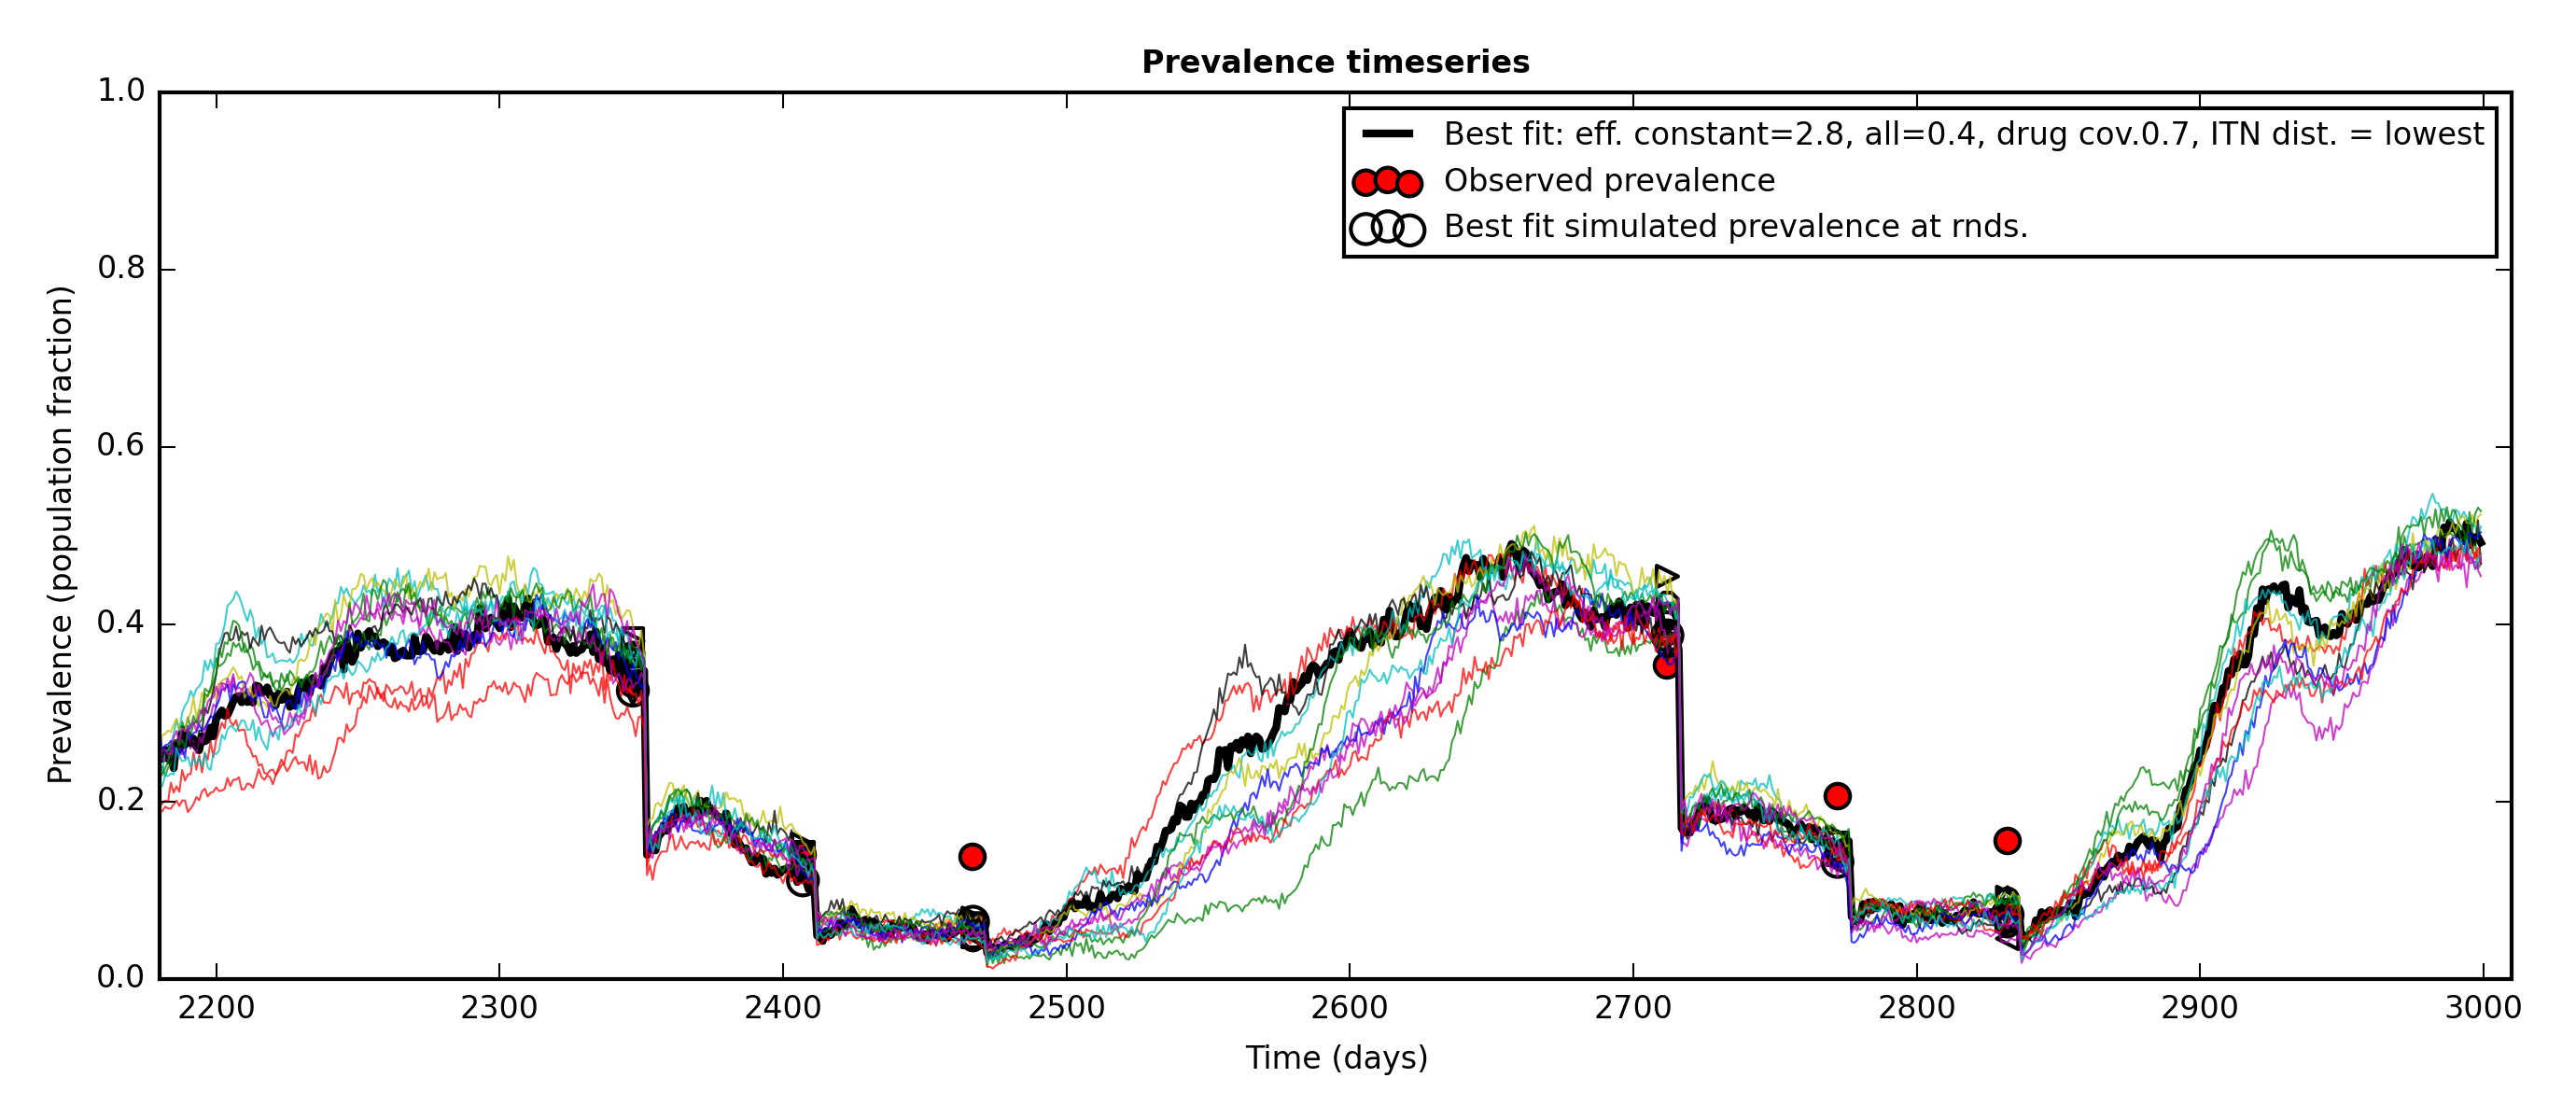 Prevalence timeseries
1.0
0.8
0.6
0.4
0.2
0.0
Prevalence (population fraction)
Best fit: eff. constant=2.8, all=0.4, drug cov.0.7, ITN dist. = lowest
Observed prevalence
Best fit simulated prevalence at rnds.
2200 2300 2400 2500 2600 2700 2800 2900 3000
Time (days)